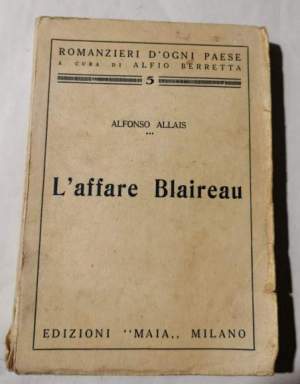 ROMANZIERI D'OGNI PAESE
A CURA DI ALFIO BERRETTA
5
ALFONSO ALLAIS
***
L'affare Blaireau
EDIZIONI "MAIA,, MILANO